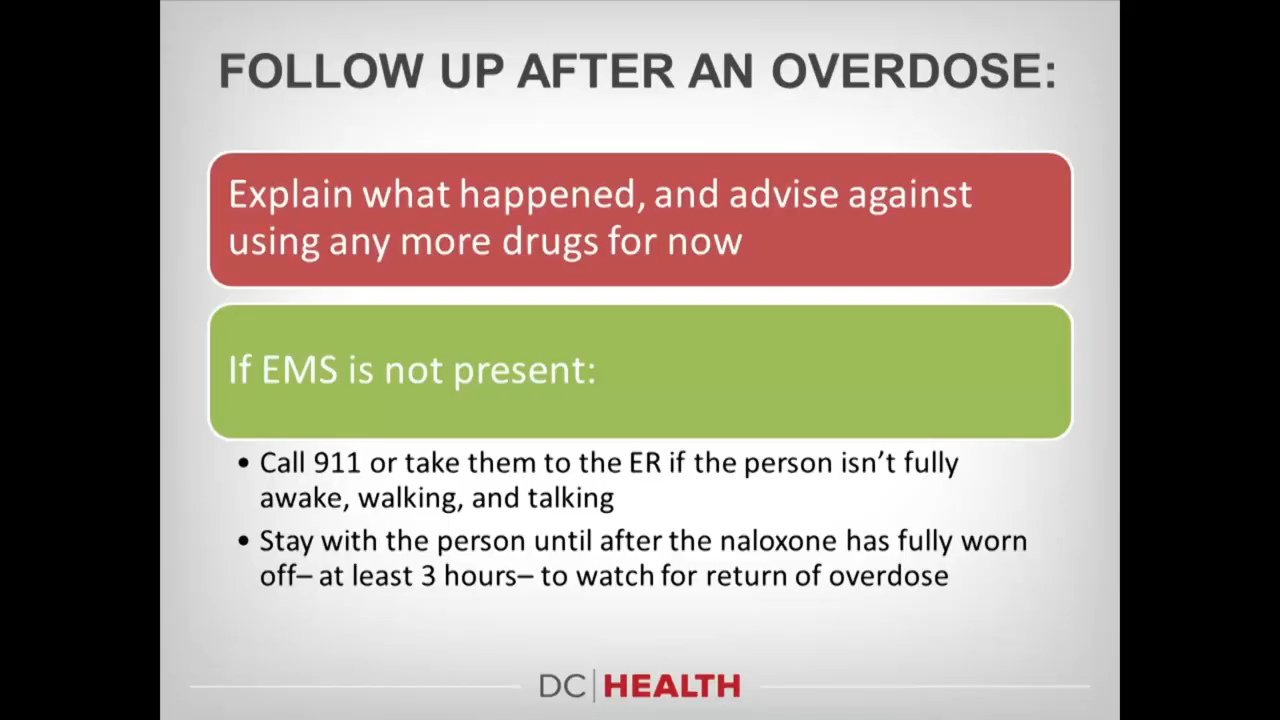 FOLLOW UP AFTER AN OVERDOSE:
Explain what happened, and advise against
using any more drugs for now
If EMS is not present:
• Call 911 or take them to the ER if the person isn’t fully
awake, walking, and talking
• Stay with the person until after the naloxone has fully worn
off– at least 3 hours– to watch for return of overdose
DC|HEALTH